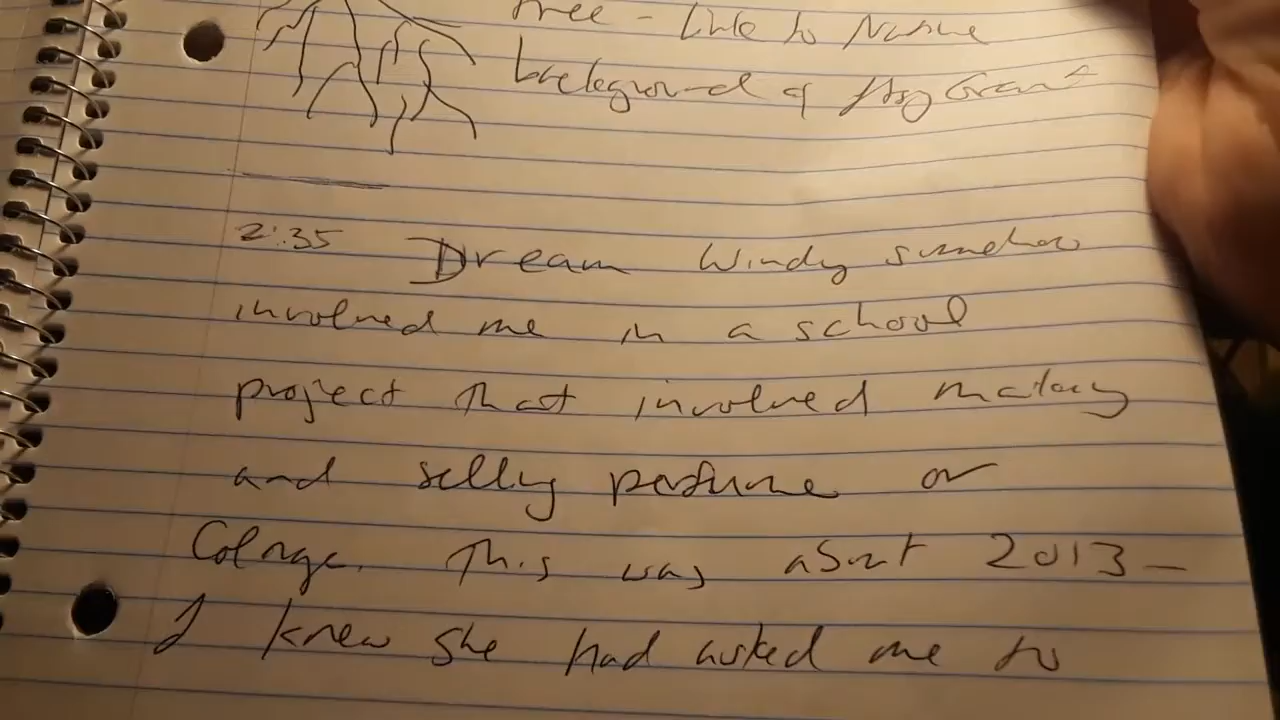 Tree - Link to Nature
background of
2:35 Dream Windy somehow
involved me in a school
project that involved making
and selling perfume or
Cologne. This was about 2013-
I knew she had asked me to